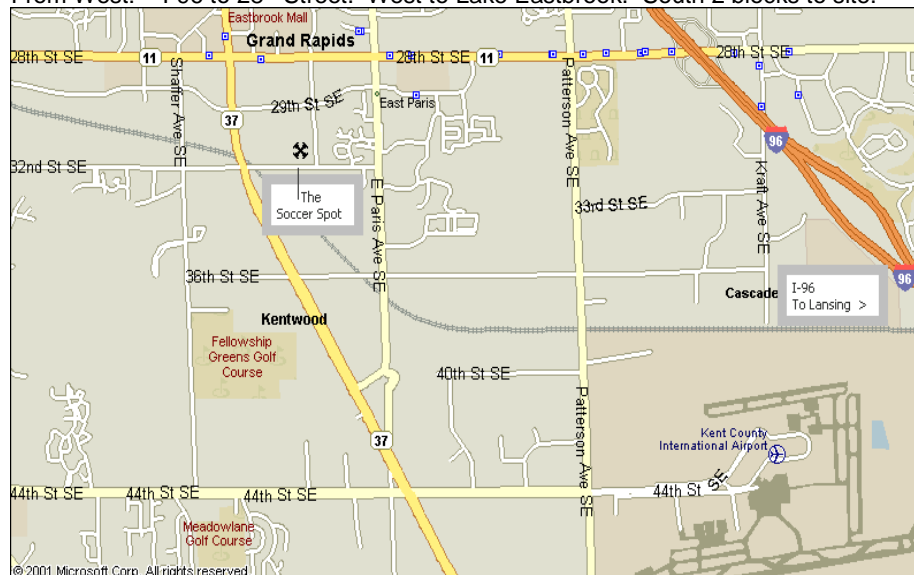 Eastbrook Mall
Grand Rapids
28th St SE
11
28th St SE
11
28th St SE
Shaffer Ave SE
29th St SE
East Paris
37
Patterson Ave SE
96
32nd St SE
The
Soccer Spot
E Paris Ave SE
33rd St SE
Kraft Ave SE
36th St SE
96
Cascade
I-96
To Lansing >
Kentwood
Fellowship
Greens Golf
Course
40th St SE
Patterson Ave SE
37
Kent County
International Airport
44th St SE
44th St SE
44th St SE
44th St SE
Meadowlane
Golf Course
© 2001 Microsoft Corp. All rights reserved